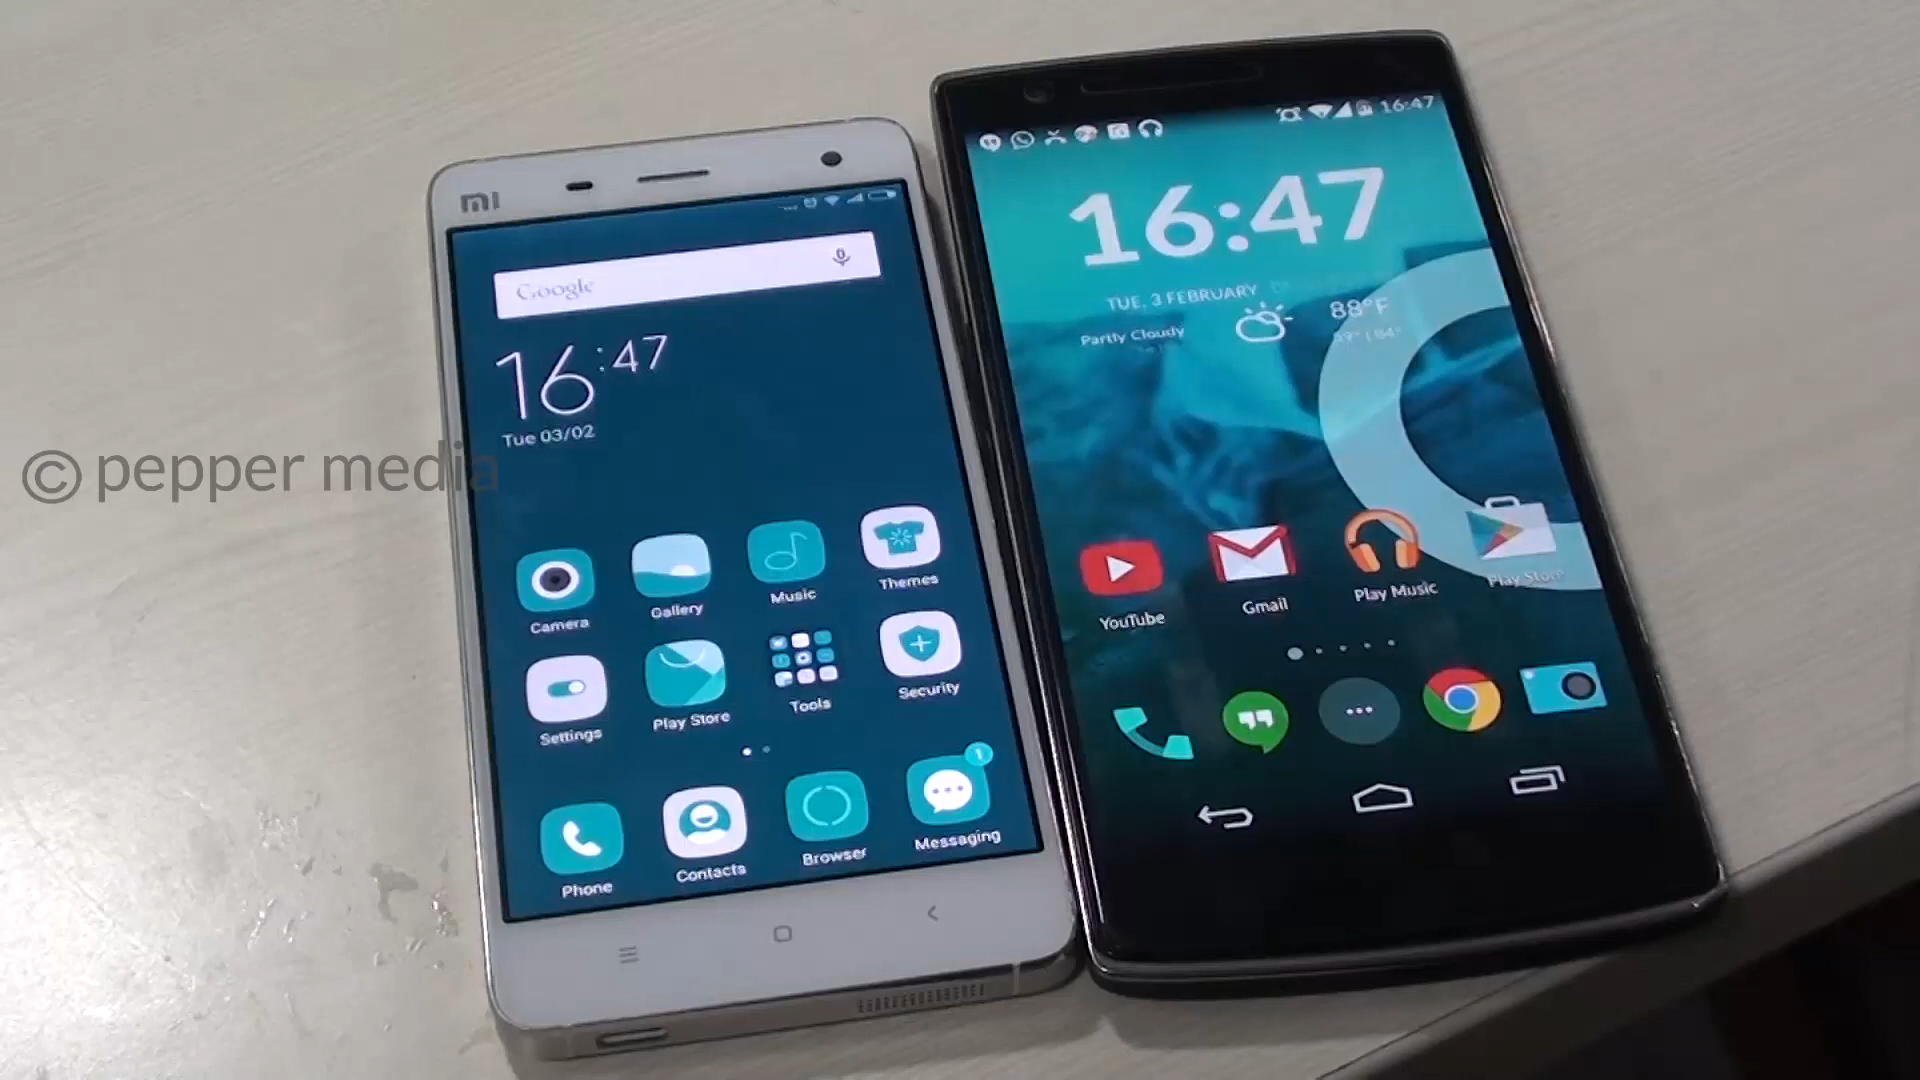 mi
Google
16:47
Tue 03/02
Camera
Gallery
Music
Themes
Settings
Play Store
Tools
Security
1
Phone
Contacts
Browser
Messaging
16:47
16:47
TUE, 3 FEBRUARY
Partly Cloudy
88°F
YouTube
Gmail
Play Music
Play Store
© pepper media